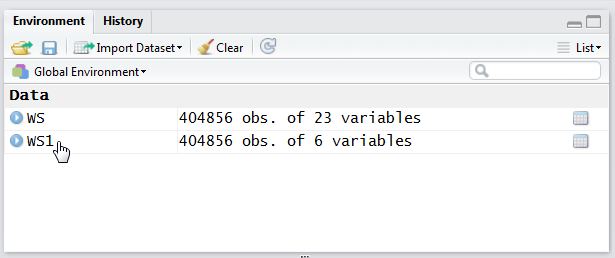 Environment History
Import Dataset Clear List
Global Environment
Data
WS 404856 obs. of 23 variables
WS1 404856 obs. of 6 variables